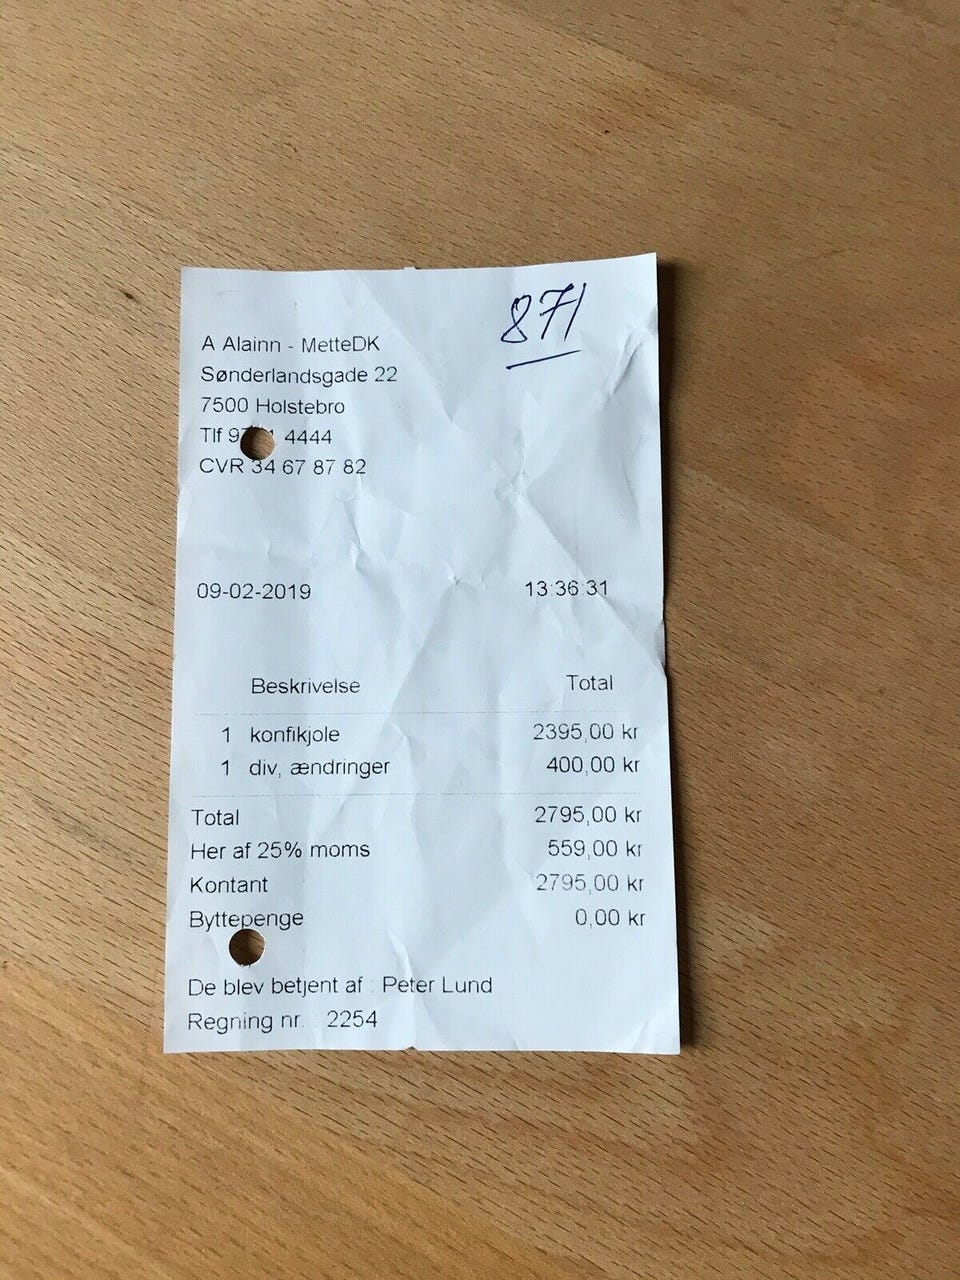 871
A Alainn - MetteDK
Sønderlandsgade 22
7500 Holstebro
Tlf 4444
CVR 34 67 87 82
09-02-2019 13:36:31
Beskrivelse Total
1 konfikjole 2395,00 kr
1 div, ændringer 400,00 kr
Total 2795,00 kr
Her af 25% moms 559,00 kr
Kontant 2795,00 kr
Byttepenge 0,00 kr
De blev betjent af : Peter Lund
Regning nr. : 2254